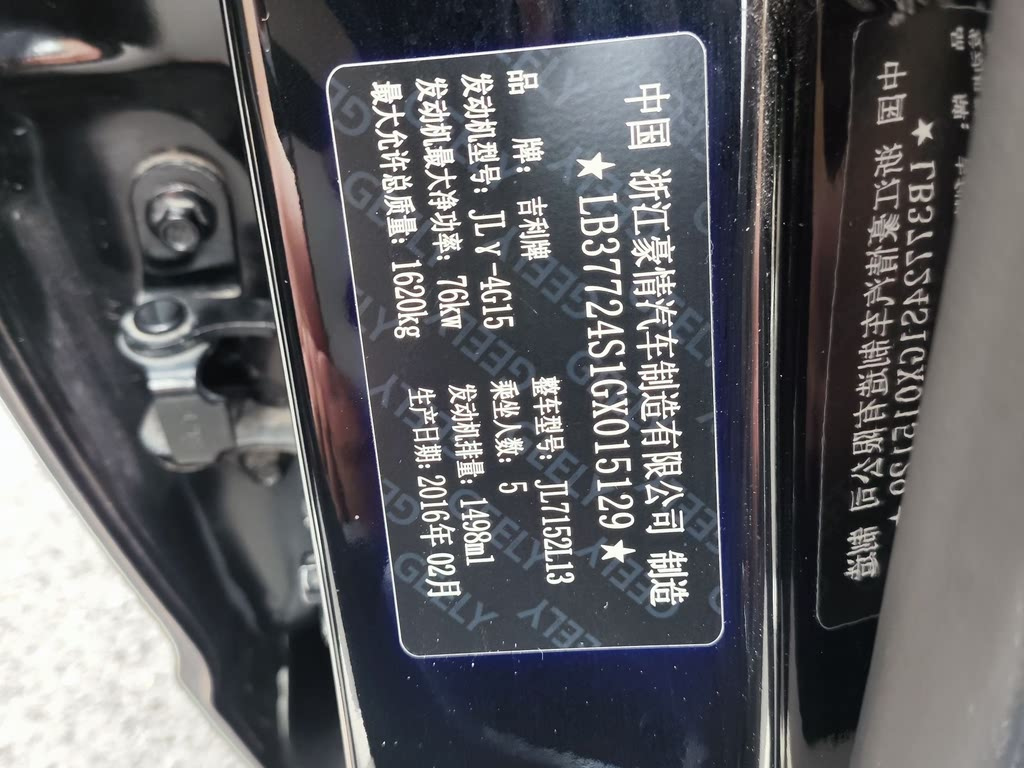 中国 浙江豪情汽车制造有限公司 制造
★LB37724S1GX015129★
品 牌: 吉利牌 整车型号: JL7152L13
发动机型号: JLY-4G15 乘坐人数: 5
发动机最大净功率: 76kw 发动机排量: 1498ml
最大允许总质量: 1620kg 生产日期: 2016年 02月
GEELY